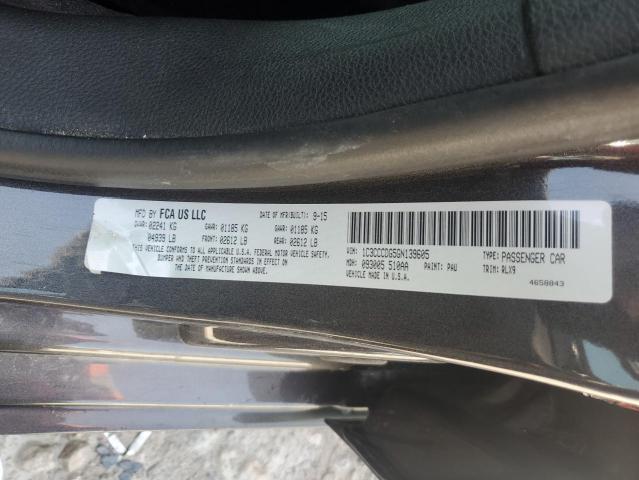 MFD BY FCA US LLC DATE OF MFR(BUILT): 9-15
GVWR: 02241 KG GAWR: 01185 KG GAWR: 01185 KG
04939 LB FRONT: 02612 LB REAR: 02612 LB
THIS VEHICLE CONFORMS TO ALL APPLICABLE U.S.A. FEDERAL MOTOR VEHICLE SAFETY,
BUMPER AND THEFT PREVENTION STANDARDS IN EFFECT ON
THE DATE OF MANUFACTURE SHOWN ABOVE.
VIN: 1C3CCCDG5GN139605 TYPE: PASSENGER CAR
MDH: 093005 510AA PAINT: PAU TRIM: RLX9
VEHICLE MADE IN U.S.A. 4658843